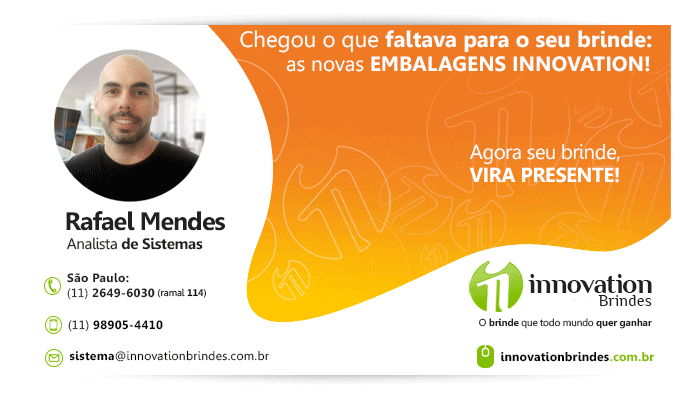 Chegou o que faltava para o seu brinde:
as novas EMBALAGENS INNOVATION!
Agora seu brinde,
VIRA PRESENTE!
Rafael Mendes
Analista de Sistemas
São Paulo:
(11) 2649-6030 (ramal 114)
(11) 98905-4410
sistema@innovationbrindes.com.br
innovation
Brindes
O brinde que todo mundo quer ganhar
innovationbrindes.com.br